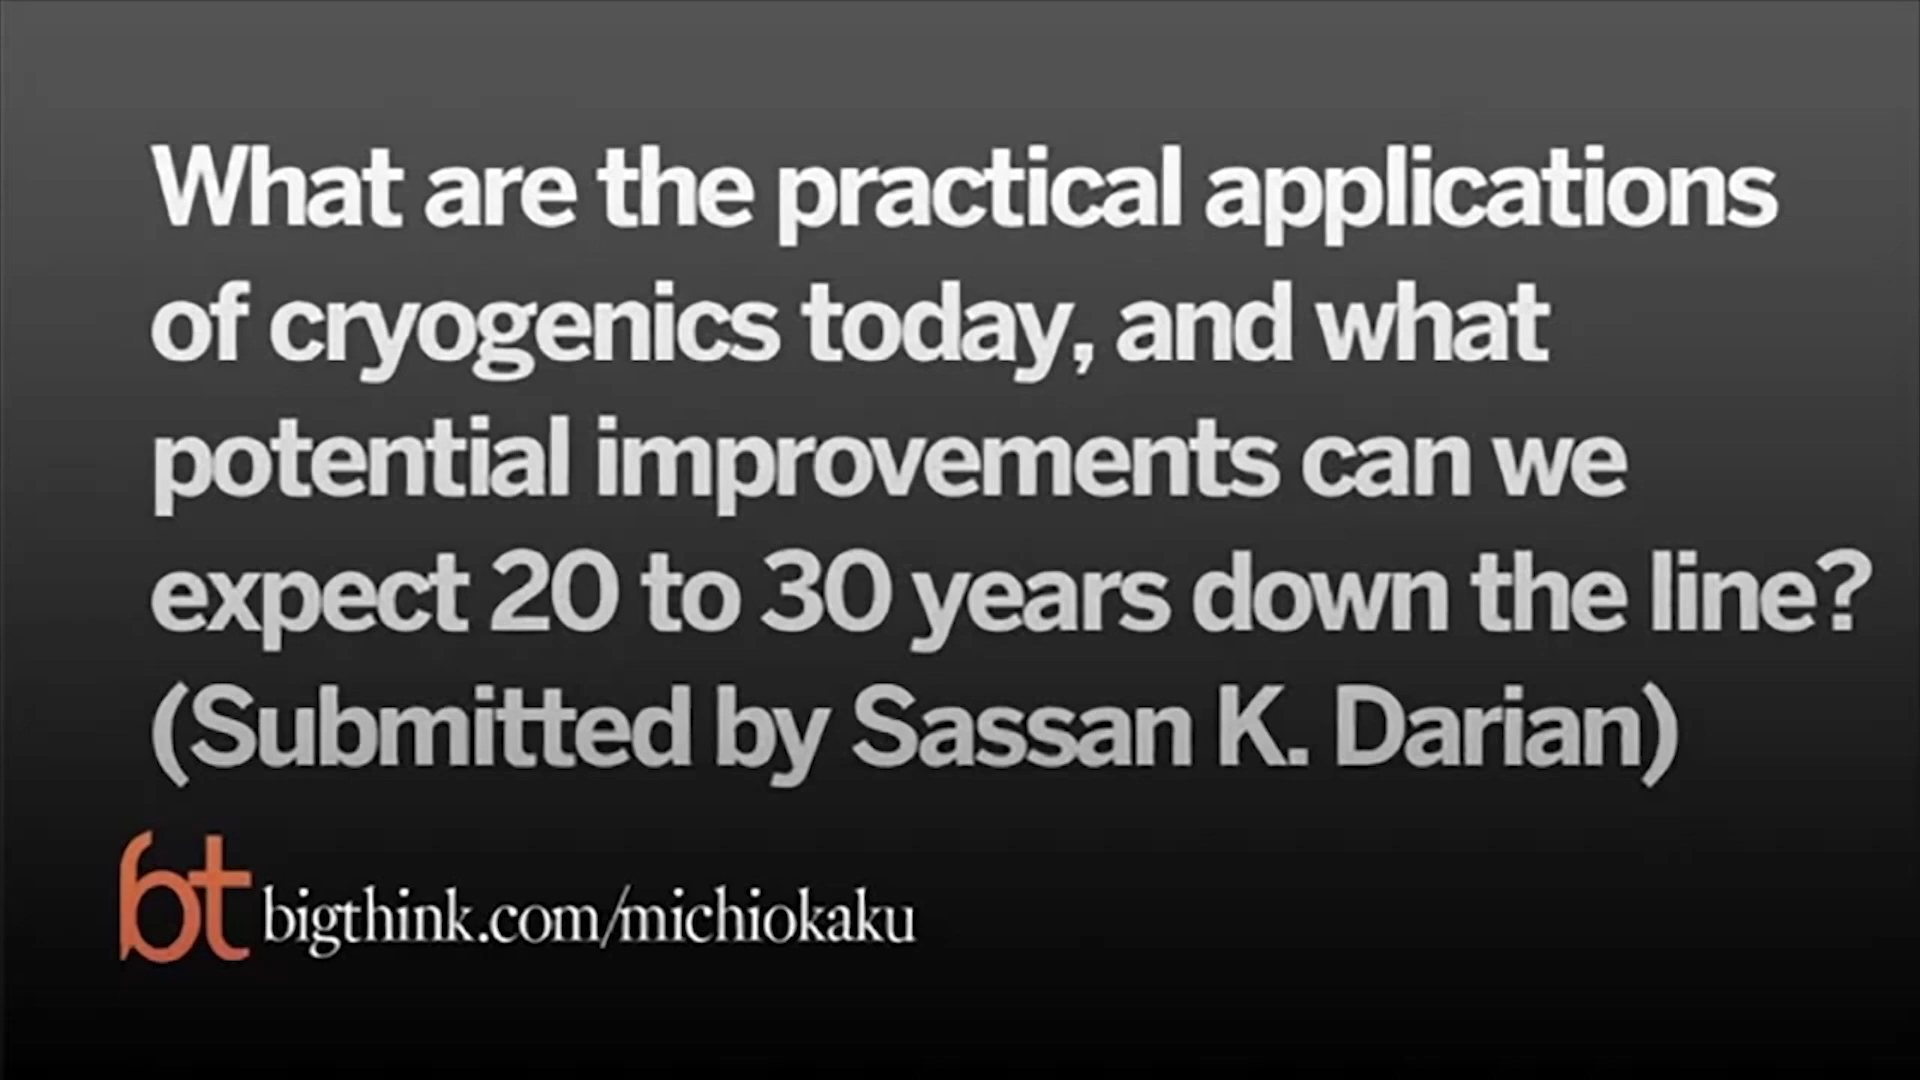 What are the practical applications
of cryogenics today, and what
potential improvements can we
expect 20 to 30 years down the line?
(Submitted by Sassan K. Darian)
bt bigthink.com/michiokaku